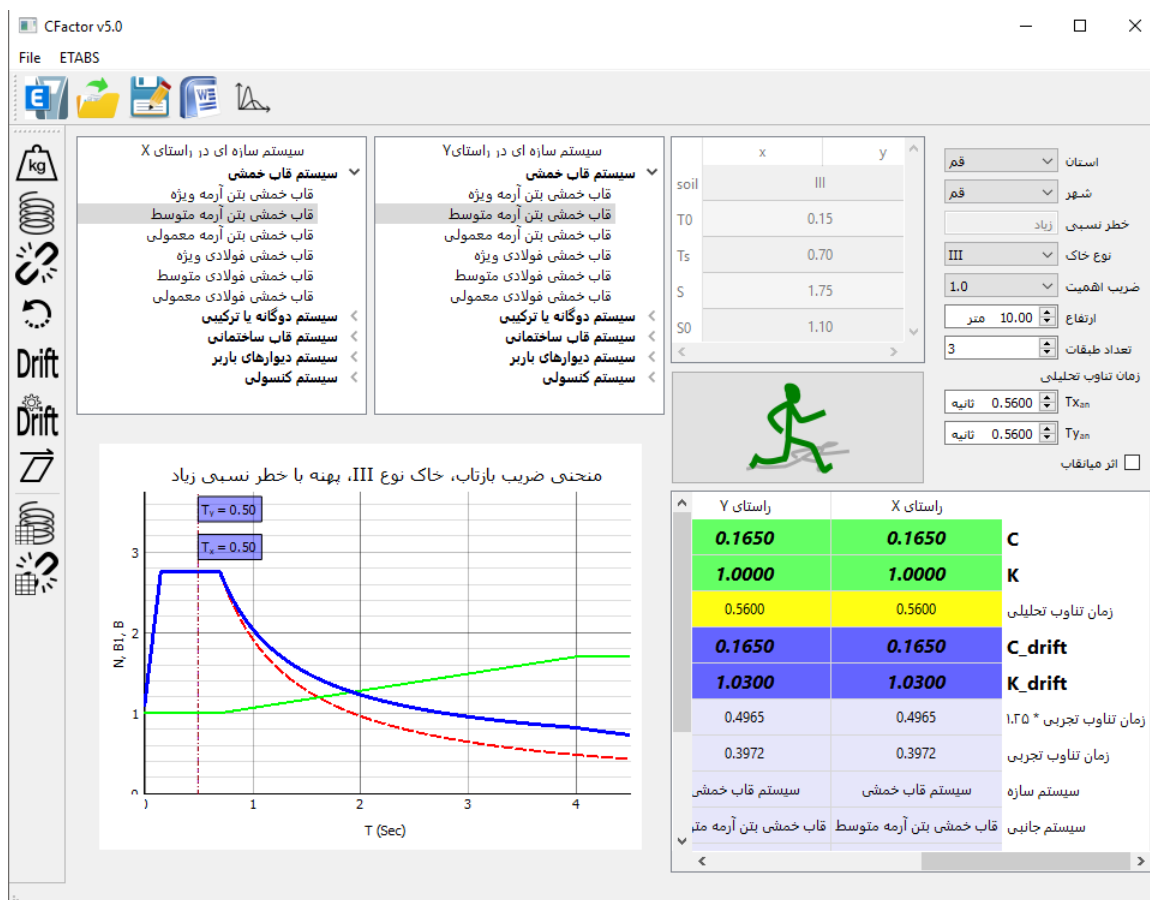 CFactor v5.0
File ETABS
E
W
kg
Drift
Drift
سیستم سازه ای در راستای X
سیستم قاب خمشی
قاب خمشی بتن آرمه ویژه
قاب خمشی بتن آرمه متوسط
قاب خمشی بتن آرمه معمولی
قاب خمشی فولادی ویژه
قاب خمشی فولادی متوسط
قاب خمشی فولادی معمولی
سیستم دوگانه یا ترکیبی
سیستم قاب ساختمانی
سیستم دیوارهای باربر
سیستم کنسولی
سیستم سازه ای در راستایY
سیستم قاب خمشی
قاب خمشی بتن آرمه ویژه
قاب خمشی بتن آرمه متوسط
قاب خمشی بتن آرمه معمولی
قاب خمشی فولادی ویژه
قاب خمشی فولادی متوسط
قاب خمشی فولادی معمولی
سیستم دوگانه یا ترکیبی
سیستم قاب ساختمانی
سیستم دیوارهای باربر
سیستم کنسولی
x y
soil III
T0 0.15
Ts 0.70
S 1.75
S0 1.10
استان قم
شهر قم
خطر نسبی زیاد
نوع خاک III
ضریب اهمیت 1.0
ارتفاع 10.00 متر
تعداد طبقات 3
زمان تناوب تحلیلی
Txan 0.5600 ثانیه
Tyan 0.5600 ثانیه
اثر میانقاب
منحنی ضریب بازتاب، خاک نوع III، پهنه با خطر نسبی زیاد
Ty = 0.50
Tx = 0.50
3
2
1
N, B1, B
1 2 3 4
T (Sec)
راستای X راستای Y
C 0.1650 0.1650
K 1.0000 1.0000
زمان تناوب تحلیلی 0.5600 0.5600
C_drift 0.1650 0.1650
K_drift 1.0300 1.0300
زمان تناوب تجربی * ۱.۲۵ 0.4965 0.4965
زمان تناوب تجربی 0.3972 0.3972
سیستم سازه سیستم قاب خمشی سیستم قاب خمشی
سیستم جانبی قاب خمشی بتن آرمه متوسط قاب خمشی بتن آرمه